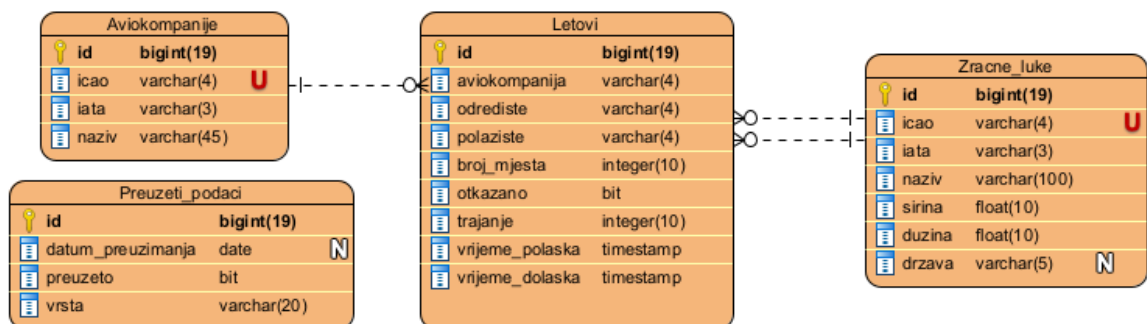 Aviokompanije
id bigint(19)
icao varchar(4) U
iata varchar(3)
naziv varchar(45)
Preuzeti_podaci
id bigint(19)
datum_preuzimanja date N
preuzeto bit
vrsta varchar(20)
Letovi
id bigint(19)
aviokompanija varchar(4)
odrediste varchar(4)
polaziste varchar(4)
broj_mjesta integer(10)
otkazano bit
trajanje integer(10)
vrijeme_polaska timestamp
vrijeme_dolaska timestamp
Zracne_luke
id bigint(19)
icao varchar(4) U
iata varchar(3)
naziv varchar(100)
sirina float(10)
duzina float(10)
drzava varchar(5) N